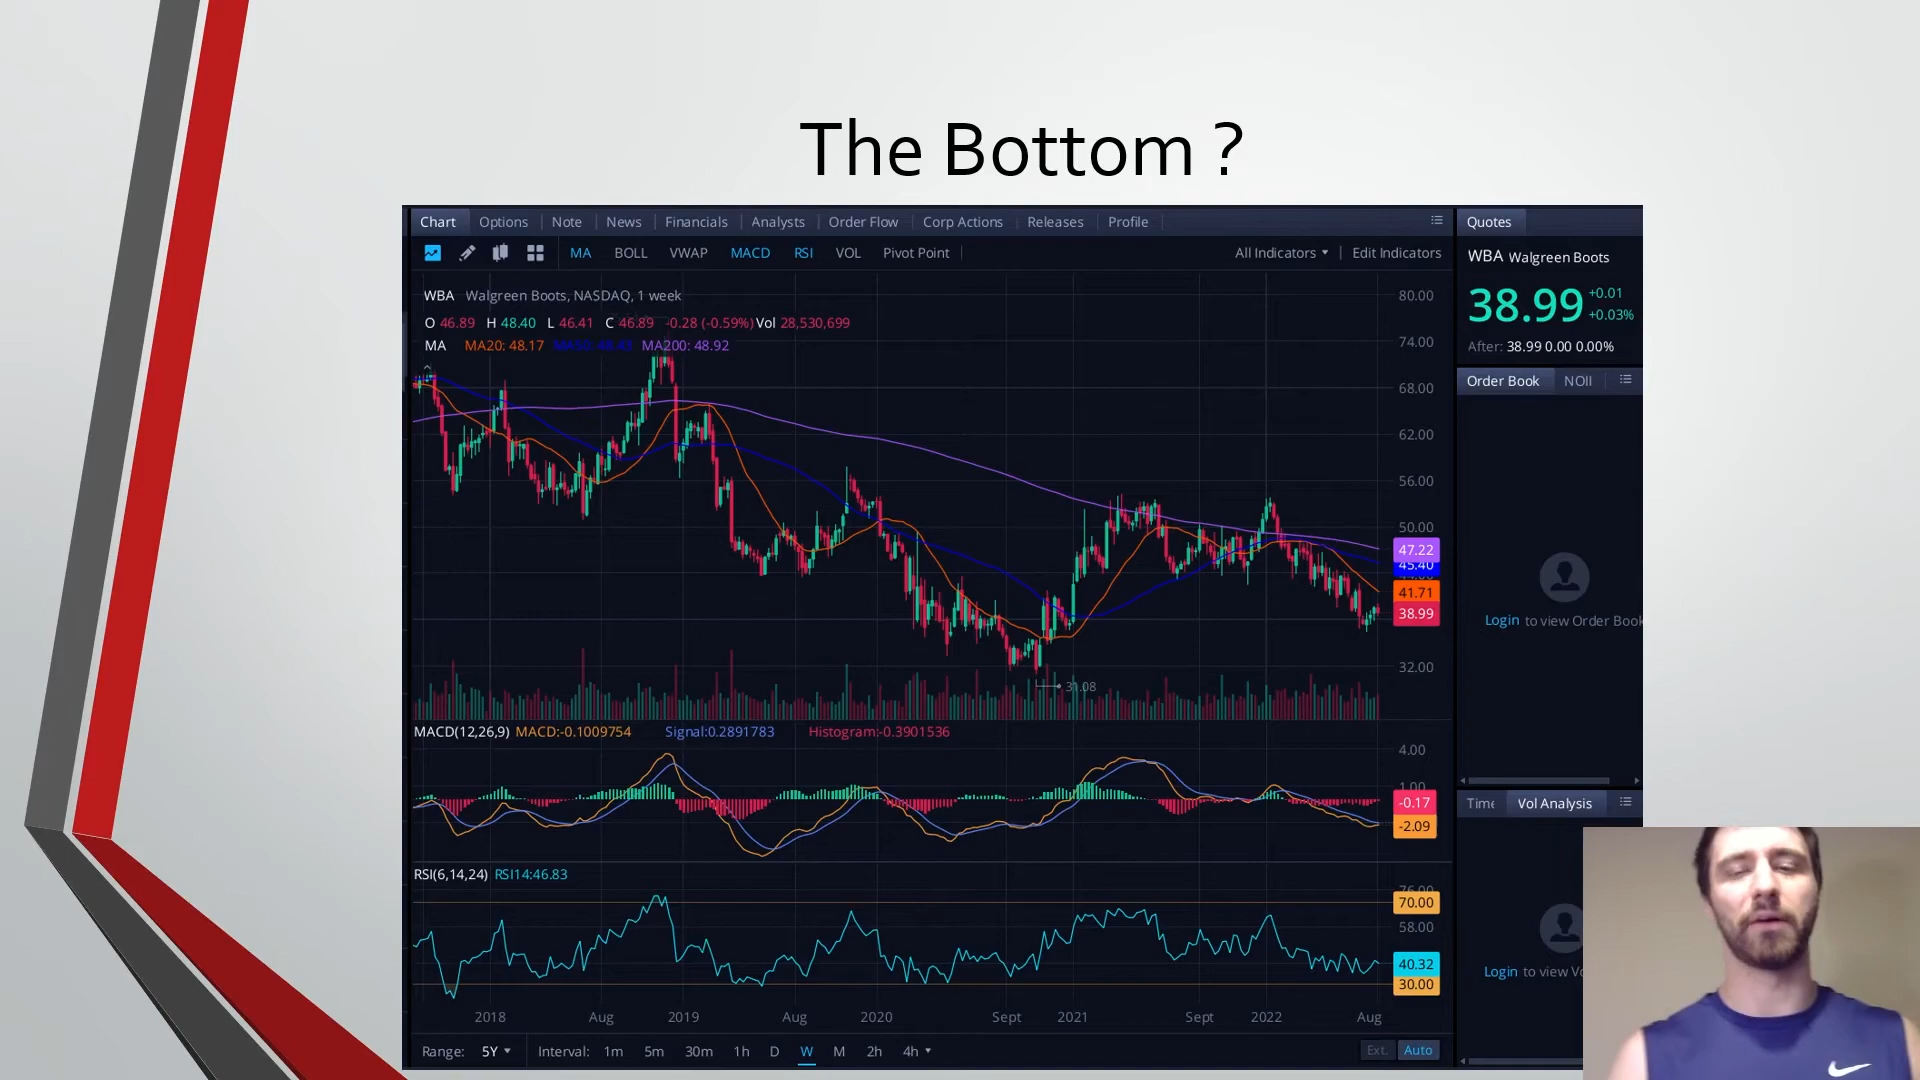 The Bottom ?
Chart Options Note News Financials Analysts Order Flow Corp Actions Releases Profile
MA BOLL VWAP MACD RSI VOL Pivot Point All Indicators Edit Indicators
WBA Walgreen Boots, NASDAQ, 1 week
O 46.89 H 48.40 L 46.41 C 46.89 -0.28 (-0.59%) Vol 28,530,699
MA MA20: 48.17 MA200: 48.92
80.00
74.00
68.00
62.00
56.00
50.00
47.22
45.40
41.71
38.99
32.00
31.08
MACD(12,26,9) MACD:-0.1009754 Signal:0.2891783 Histogram:-0.3901536
4.00
1.00
-0.17
-2.09
RSI(6,14,24) RSI14:46.83
76.00
70.00
58.00
40.32
30.00
2018 Aug 2019 Aug 2020 Sept 2021 Sept 2022 Aug
Range: 5Y Interval: 1m 5m 30m 1h D W M 2h 4h Ext. Auto
Quotes
WBA Walgreen Boots
38.99 +0.01
+0.03%
After: 38.99 0.00 0.00%
Order Book NOII
Login to view Order Book
Time Vol Analysis
Login to view Vo